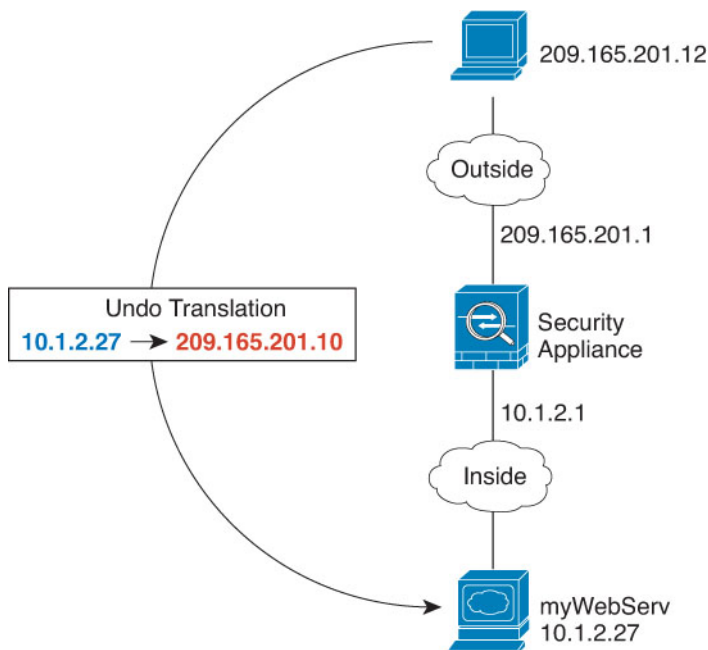 209.165.201.12
Outside
209.165.201.1
Undo Translation
10.1.2.27 → 209.165.201.10
Security
Appliance
10.1.2.1
Inside
myWebServ
10.1.2.27